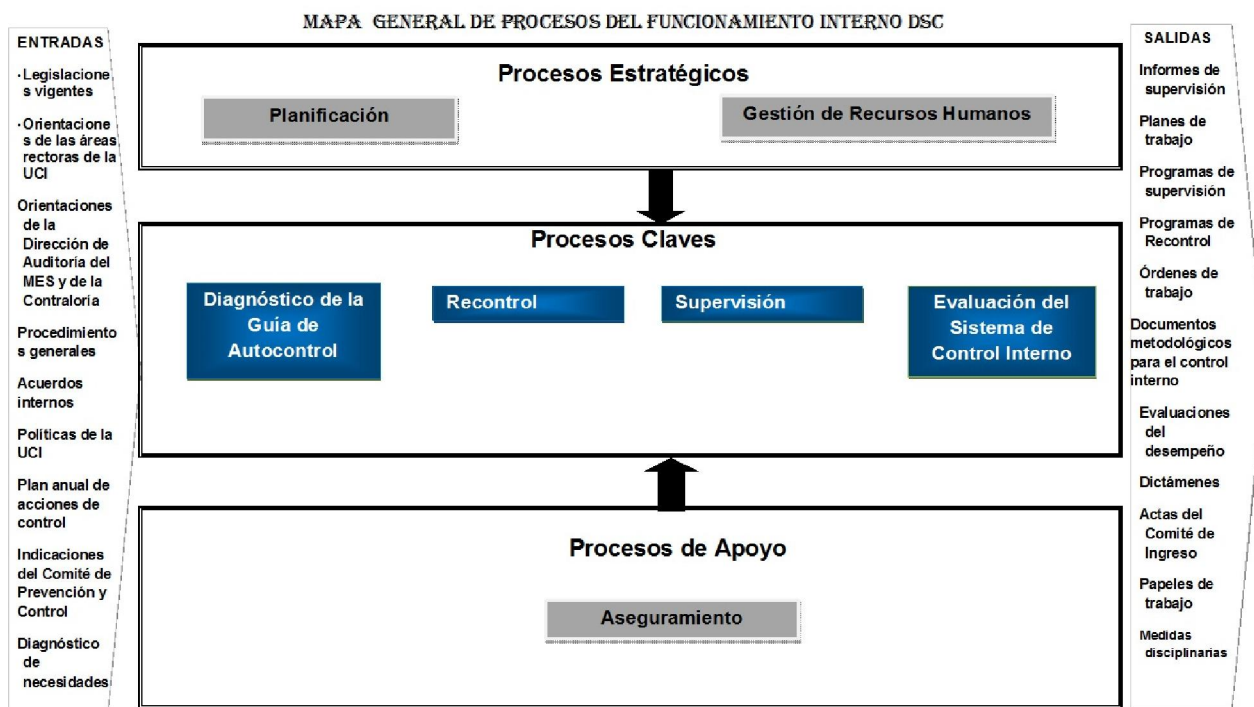 MAPA GENERAL DE PROCESOS DEL FUNCIONAMIENTO INTERNO DSC
ENTRADAS
·Legislacione
s vigentes
·Orientacione
s de las áreas
rectoras de la
UCI
Orientaciones
de la
Dirección de
Auditoría del
MES y de la
Contraloría
Procedimiento
s generales
Acuerdos
internos
Políticas de la
UCI
Plan anual de
acciones de
control
Indicaciones
del Comité de
Prevención y
Control
Diagnóstico
de
necesidades
Procesos Estratégicos
Planificación
Gestión de Recursos Humanos
Procesos Claves
Diagnóstico de la
Guía de
Autocontrol
Recontrol
Supervisión
Evaluación del
Sistema de
Control Interno
Procesos de Apoyo
Aseguramiento
SALIDAS
Informes de
supervisión
Planes de
trabajo
Programas de
supervisión
Programas de
Recontrol
Órdenes de
trabajo
Documentos
metodológicos
para el control
interno
Evaluaciones
del
desempeño
Dictámenes
Actas del
Comité de
Ingreso
Papeles de
trabajo
Medidas
disciplinarias